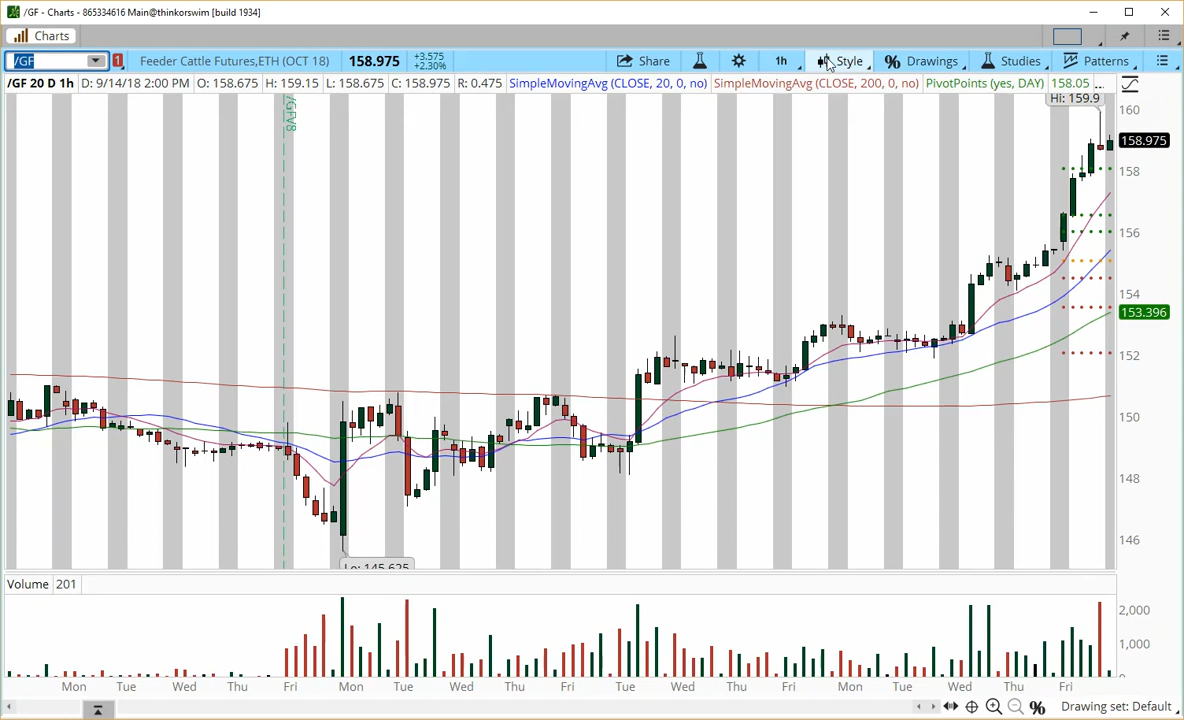 /GF - Charts - 865334616 Main@thinkorswim [build 1934]
Charts
/GF 1 Feeder Cattle Futures,ETH (OCT 18) 158.975 +3.575 +2.30% Share 1h Style Drawings Studies Patterns
/GF 20 D 1h D: 9/14/18 2:00 PM O: 158.675 H: 159.15 L: 158.675 C: 158.975 R: 0.475 SimpleMovingAvg (CLOSE, 20, 0, no) SimpleMovingAvg (CLOSE, 200, 0, no) PivotPoints (yes, DAY) 158.05 ...
/GFV8
Hi: 159.9
160
158.975
158
156
154
153.396
152
150
148
146
Lo: 145.625
Volume 201
2,000
1,000
0
Mon Tue Wed Thu Fri Mon Tue Wed Thu Fri Tue Wed Thu Fri Mon Tue Wed Thu Fri
Drawing set: Default